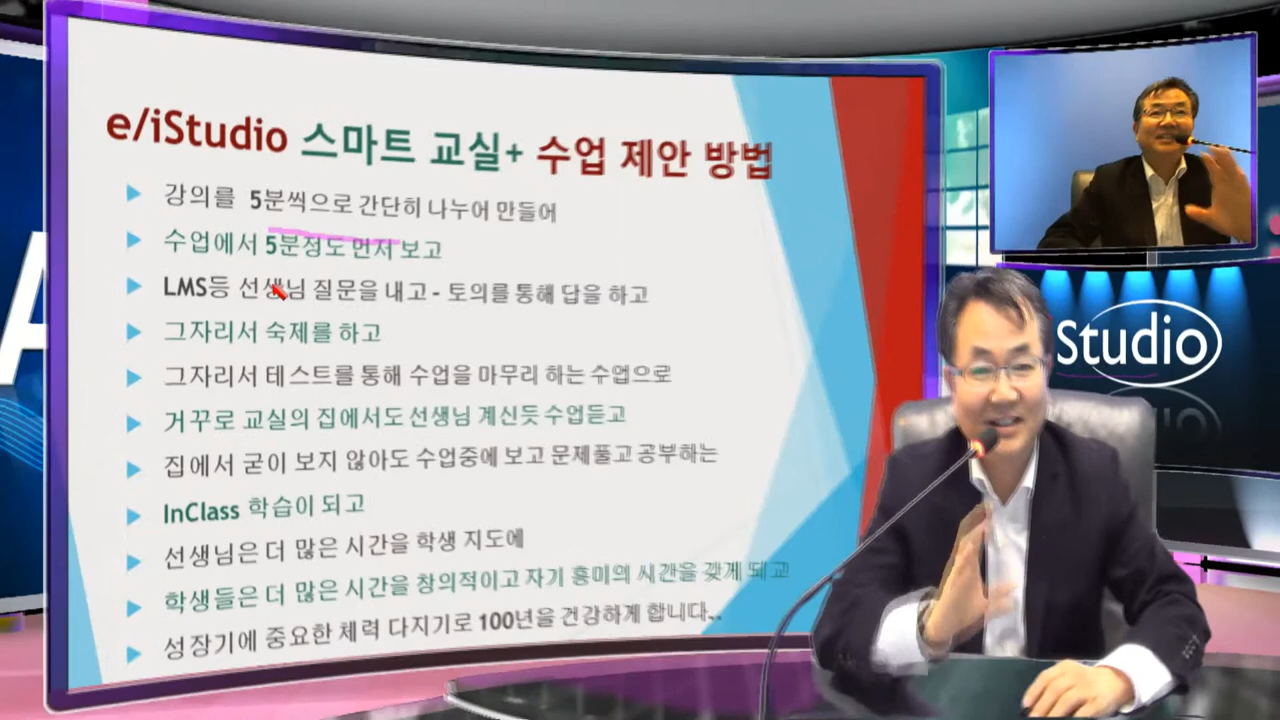 e/iStudio 스마트 교실+ 수업 제안 방법
강의를 5분씩으로 간단히 나누어 만들어
수업에서 5분정도 먼저 보고
LMS등 선생님 질문을 내고 - 토의를 통해 답을 하고
그자리서 숙제를 하고
그자리서 테스트를 통해 수업을 마무리 하는 수업으로
거꾸로 교실의 집에서도 선생님 계신듯 수업듣고
집에서 굳이 보지 않아도 수업중에 보고 문제풀고 공부하는
InClass 학습이 되고
선생님은 더 많은 시간을 학생 지도에
학생들은 더 많은 시간을 창의적이고 자기 흥미의 시간을 갖게 되고
성장기에 중요한 체력 다지기로 100년을 건강하게 합니다..
Studio
A